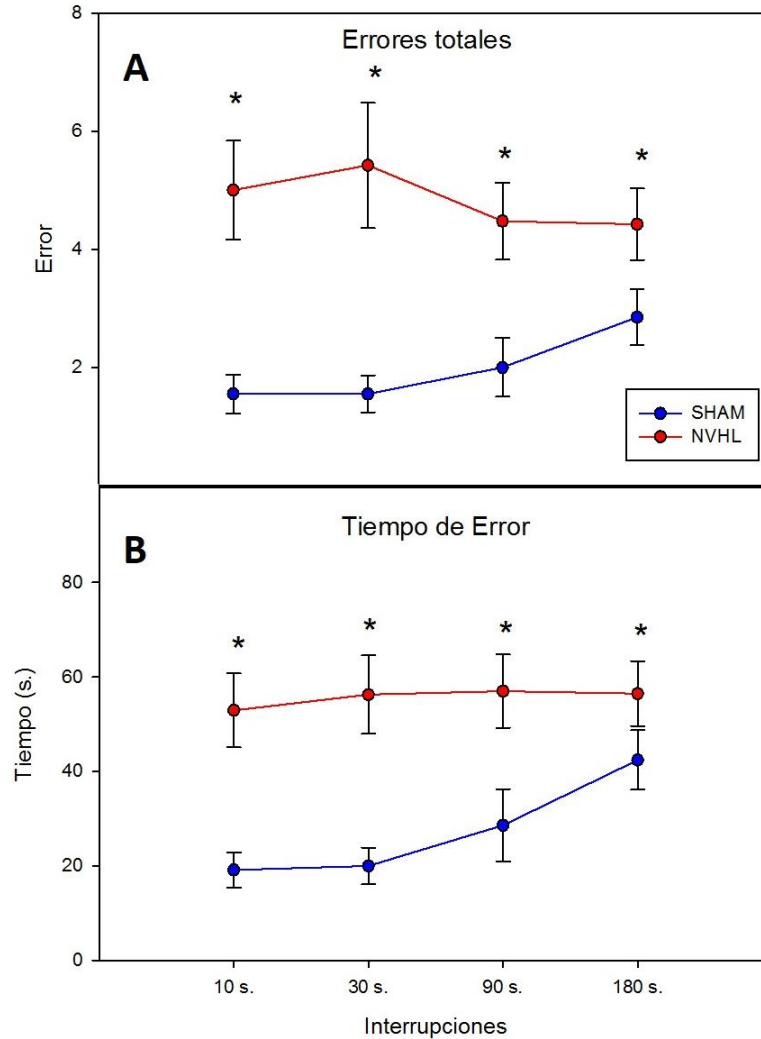 Errores totales
A
8
6
4
2
Error
* * * *
SHAM
NVHL
Tiempo de Error
B
80
60
40
20
0
Tiempo (s.)
* * * *
10 s. 30 s. 90 s. 180 s.
Interrupciones